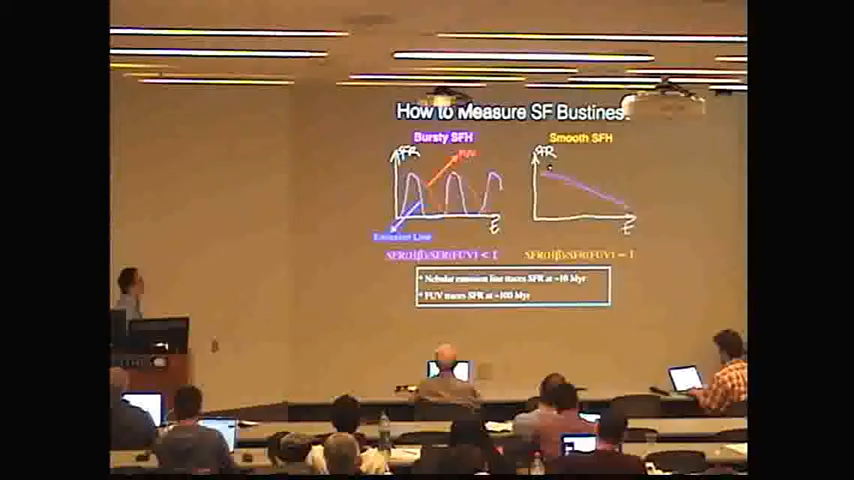 How to Measure SF Bustines
Bursty SFH
Smooth SFH
SFR
FUV
SFR
t
t
Emission Line
SFR(Hβ)/SFR(FUV) < 1
SFR(Hβ)/SFR(FUV) ~ 1
* Nebular emission line traces SFR at ~10 Myr
* FUV traces SFR at ~100 Myr